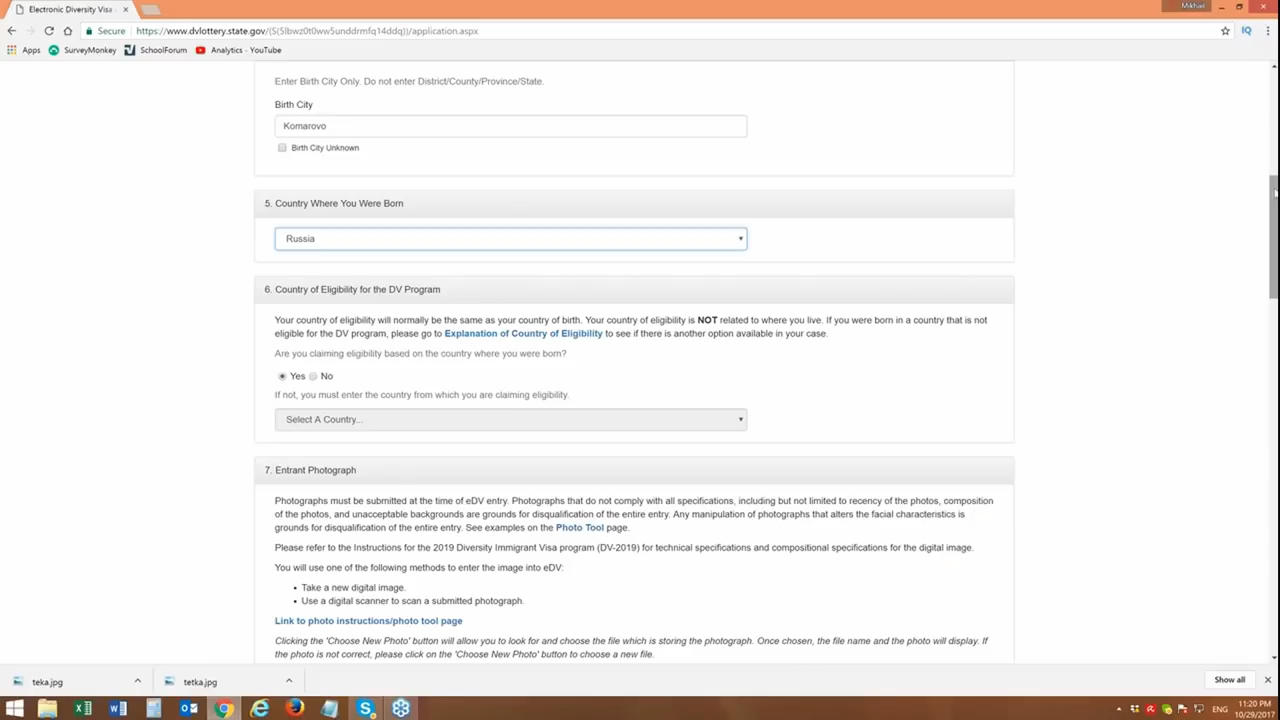 Electronic Diversity Visa
Mikhail
Secure
https://www.dvlottery.state.gov/(S(5lbwz0t0ww5unddrmfq14ddq))/application.aspx
Apps
SurveyMonkey
SchoolForum
Analytics - YouTube
Enter Birth City Only. Do not enter District/County/Province/State.
Birth City
Komarovo
Birth City Unknown
5. Country Where You Were Born
Russia
6. Country of Eligibility for the DV Program
Your country of eligibility will normally be the same as your country of birth. Your country of eligibility is NOT related to where you live. If you were born in a country that is not
eligible for the DV program, please go to Explanation of Country of Eligibility to see if there is another option available in your case.
Are you claiming eligibility based on the country where you were born?
Yes No
If not, you must enter the country from which you are claiming eligibility.
Select A Country...
7. Entrant Photograph
Photographs must be submitted at the time of eDV entry. Photographs that do not comply with all specifications, including but not limited to recency of the photos, composition
of the photos, and unacceptable backgrounds are grounds for disqualification of the entire entry. Any manipulation of photographs that alters the facial characteristics is
grounds for disqualification of the entire entry. See examples on the Photo Tool page.
Please refer to the Instructions for the 2019 Diversity Immigrant Visa program (DV-2019) for technical specifications and compositional specifications for the digital image.
You will use one of the following methods to enter the image into eDV:
• Take a new digital image.
• Use a digital scanner to scan a submitted photograph.
Link to photo instructions/photo tool page
Clicking the 'Choose New Photo' button will allow you to look for and choose the file which is storing the photograph. Once chosen, the file name and the photo will display. If
the photo is not correct, please click on the 'Choose New Photo' button to choose a new file.
teka.jpg
tetka.jpg
Show all
ENG
11:20 PM
10/29/2017